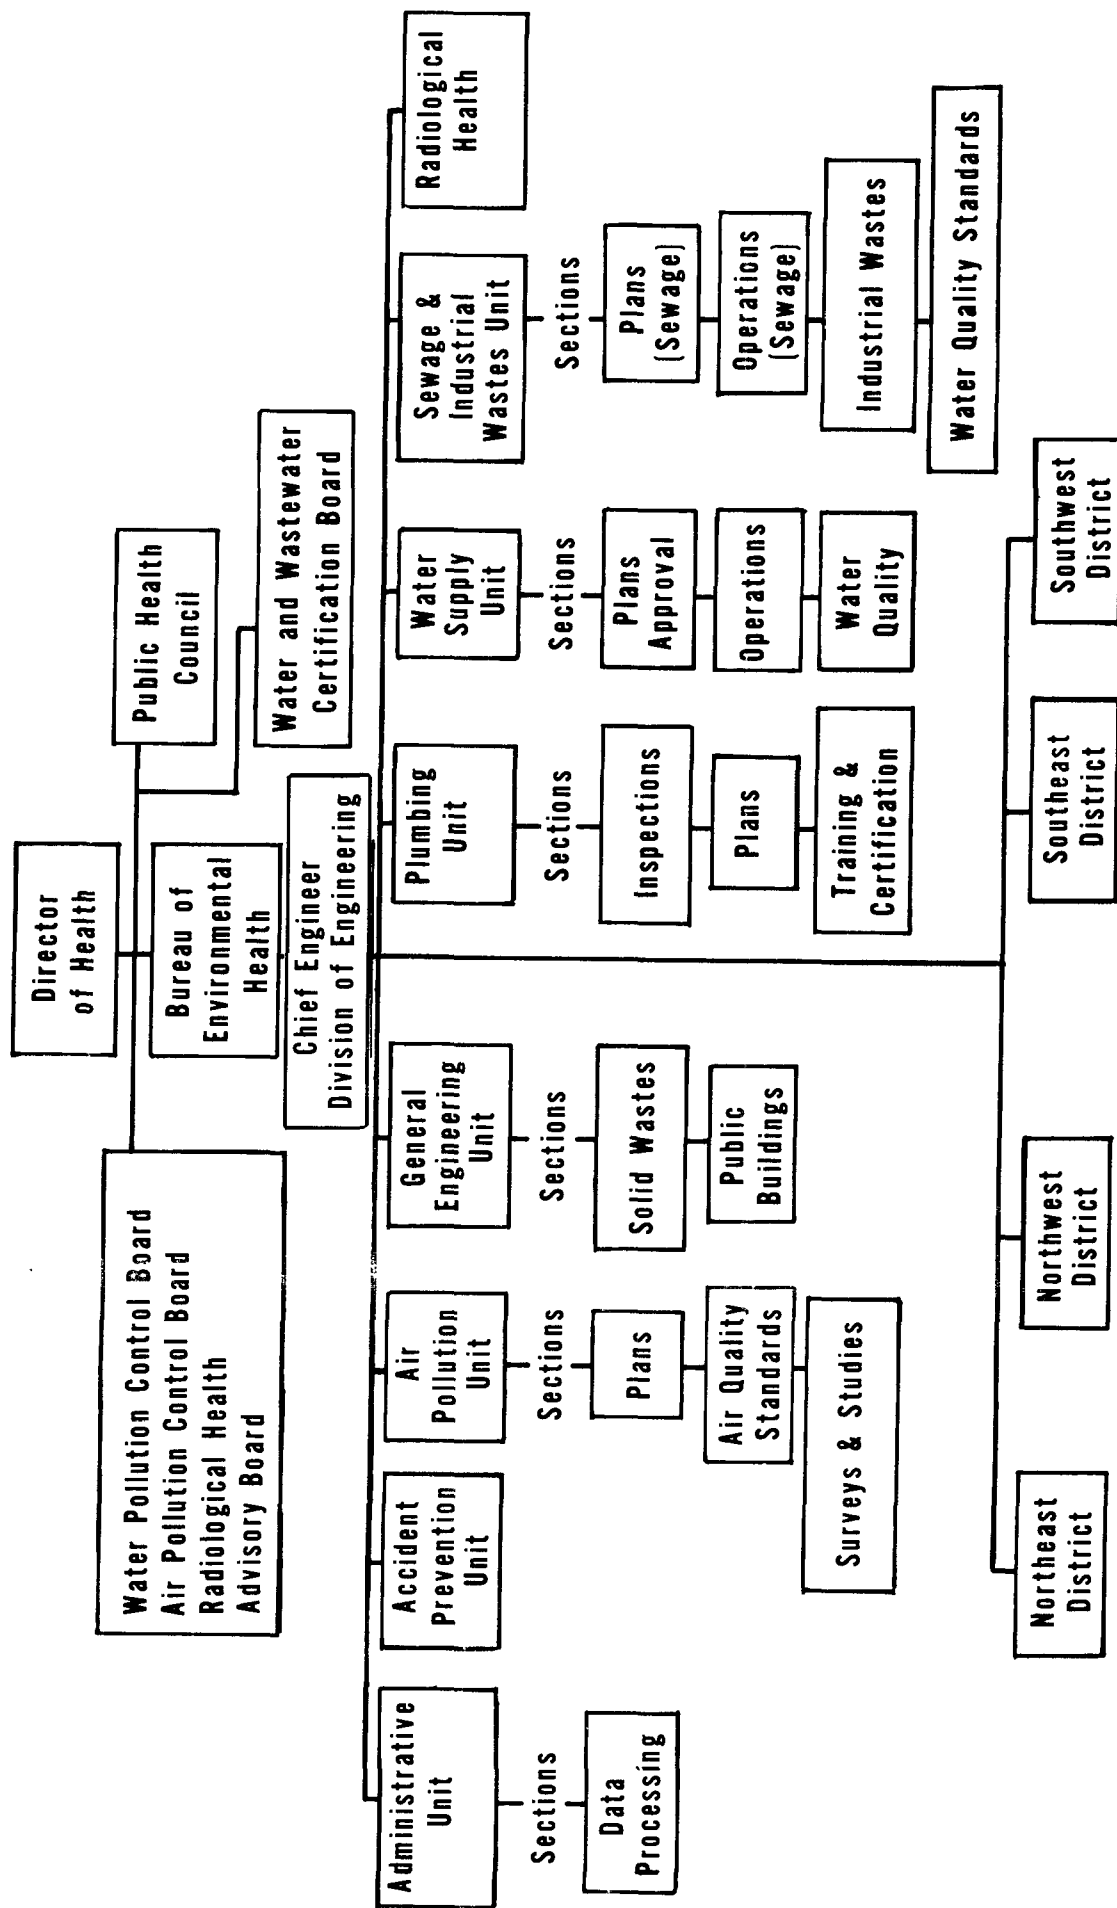 Director
of Health
Public Health
Council
Water Pollution Control Board
Air Pollution Control Board
Radiological Health
Advisory Board
Bureau of
Environmental
Health
Water and Wastewater
Certification Board
Chief Engineer
Division of Engineering
Administrative
Unit
Sections
Data
Processing
Accident
Prevention
Unit
Air
Pollution
Unit
Sections
Plans
Air Quality
Standards
Surveys & Studies
General
Engineering
Unit
Sections
Solid Wastes
Public
Buildings
Plumbing
Unit
Sections
Inspections
Plans
Training &
Certification
Water
Supply
Unit
Sections
Plans
Approval
Operations
Water
Quality
Sewage &
Industrial
Wastes Unit
Sections
Plans
(Sewage)
Operations
(Sewage)
Industrial Wastes
Water Quality Standards
Radiological
Health
Northeast
District
Northwest
District
Southeast
District
Southwest
District